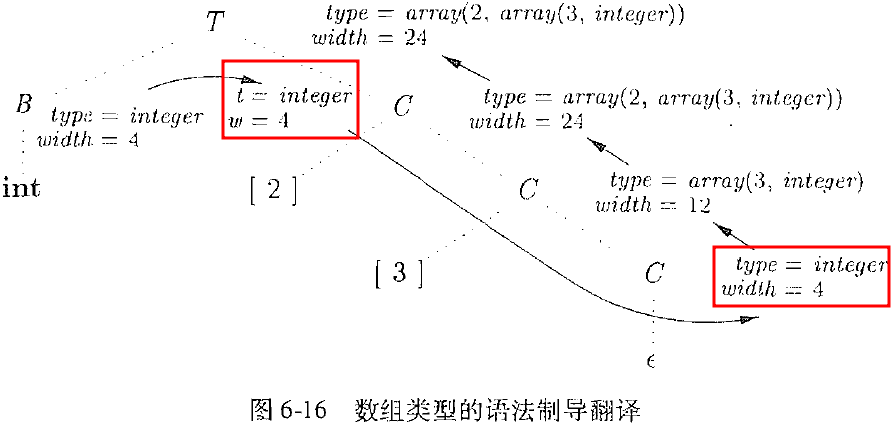 T
type = array(2, array(3, integer))
width = 24
B
type = integer
width = 4
t = integer
w = 4
C
type = array(2, array(3, integer))
width = 24
int
[ 2 ]
C
type = array(3, integer)
width = 12
[ 3 ]
C
type = integer
width = 4
ϵ
图 6-16 数组类型的语法制导翻译